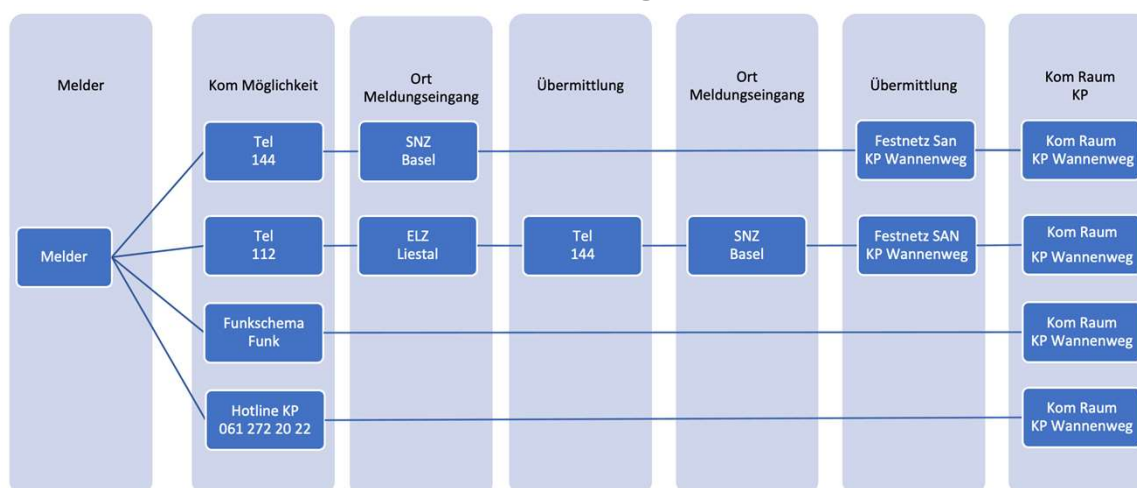 Melder
Kom Möglichkeit
Ort
Meldungseingang
Übermittlung
Ort
Meldungseingang
Übermittlung
Kom Raum
KP
Tel
144
SNZ
Basel
Festnetz San
KP Wannenweg
Kom Raum
KP Wannenweg
Melder
Tel
112
ELZ
Liestal
Tel
144
SNZ
Basel
Festnetz SAN
KP Wannenweg
Kom Raum
KP Wannenweg
Funkschema
Funk
Kom Raum
KP Wannenweg
Hotline KP
061 272 20 22
Kom Raum
KP Wannenweg